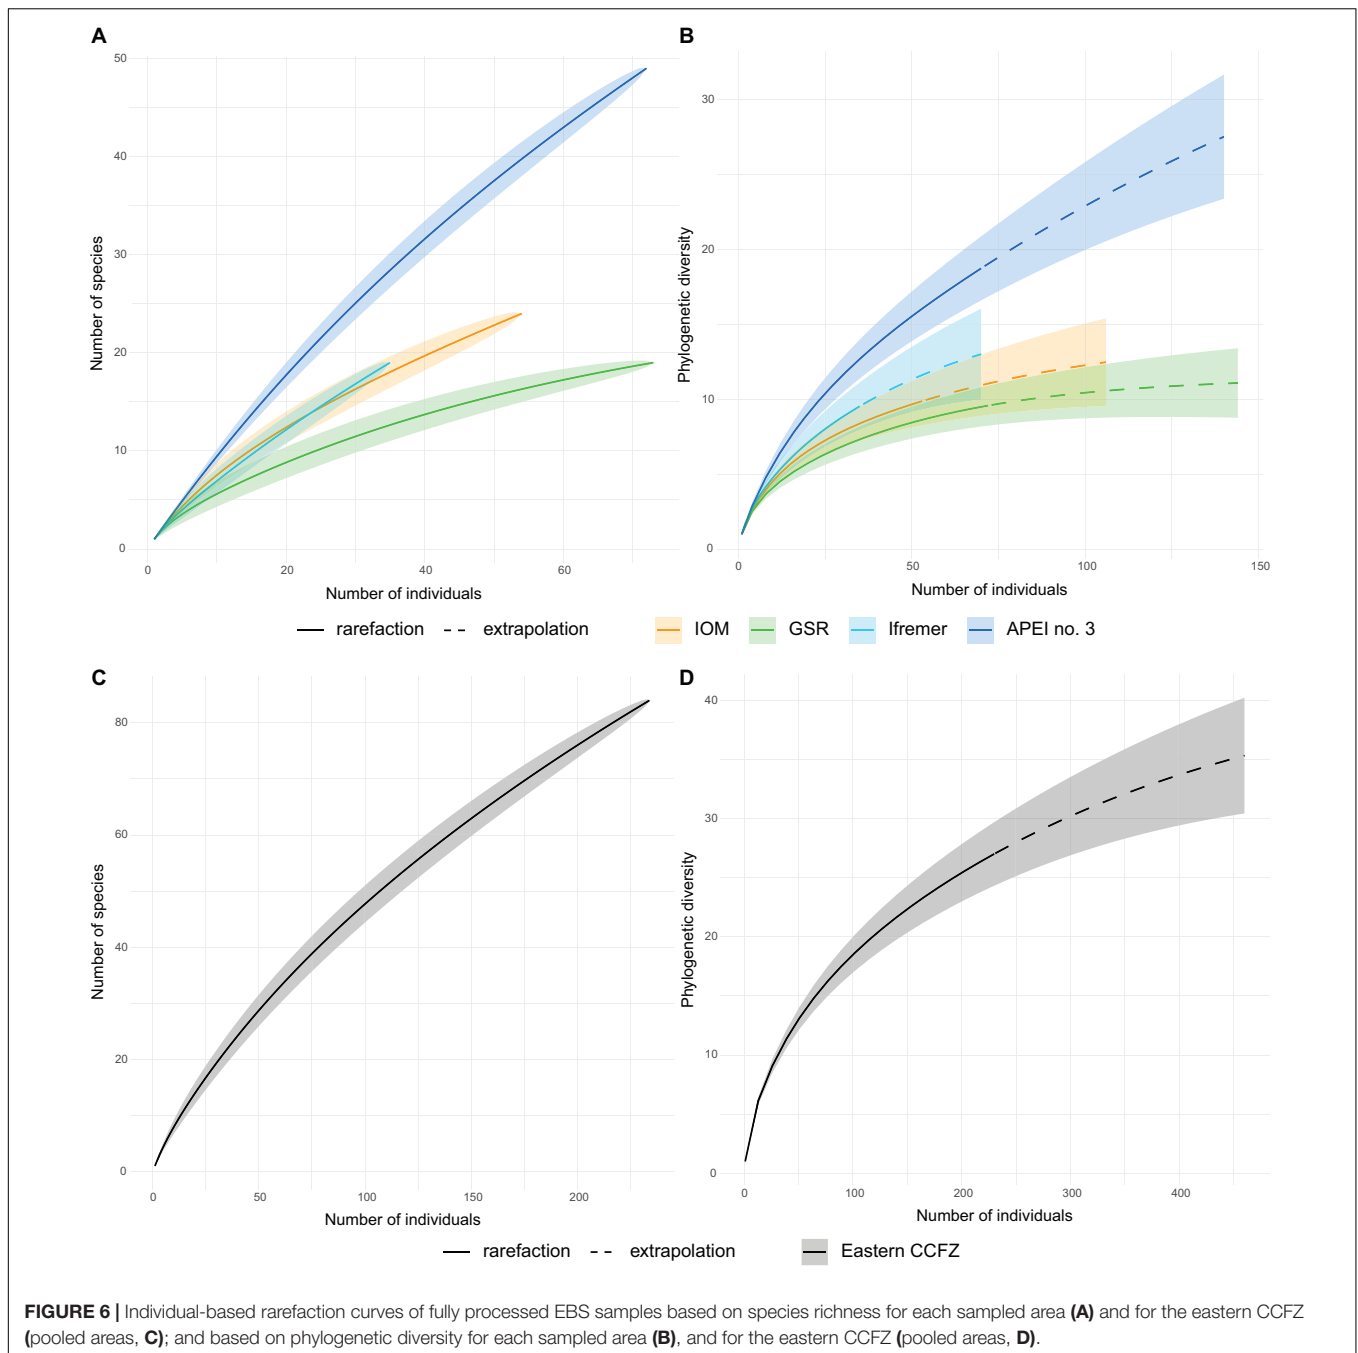 A
B
50
40
30
20
10
0
Number of species
0
20
40
60
Number of individuals
30
20
10
0
Phylogenetic diversity
0
50
100
150
Number of individuals
rarefaction
extrapolation
IOM
GSR
Ifremer
APEI no. 3
C
D
80
60
40
20
0
Number of species
0
50
100
150
200
Number of individuals
40
30
20
10
0
Phylogenetic diversity
0
100
200
300
400
Number of individuals
rarefaction
extrapolation
Eastern CCFZ
FIGURE 6 | Individual-based rarefaction curves of fully processed EBS samples based on species richness for each sampled area (A) and for the eastern CCFZ
(pooled areas, C); and based on phylogenetic diversity for each sampled area (B), and for the eastern CCFZ (pooled areas, D).